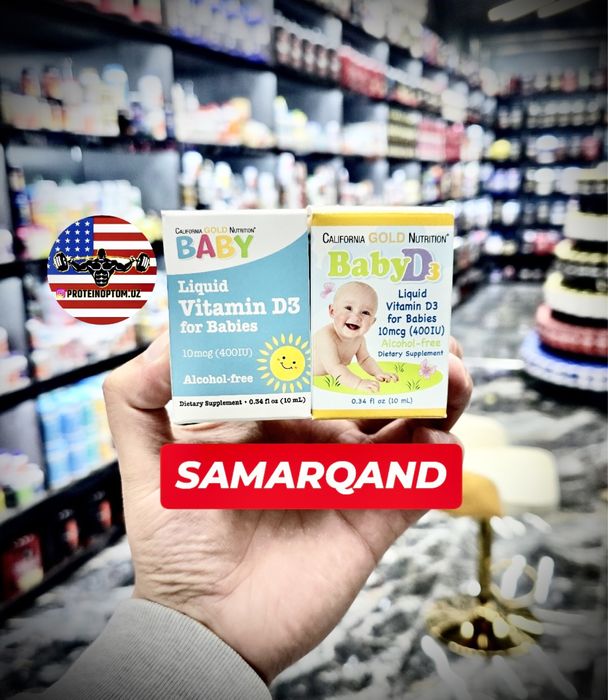 PROTEINOPTOM.UZ
CALIFORNIA GOLD NUTRITION®
BABY
Liquid
Vitamin D3
for Babies
10mcg (400IU)
Alcohol-free
Dietary Supplement • 0.34 fl oz (10 mL)
CALIFORNIA GOLD NUTRITION®
BabyD3
Liquid
Vitamin D3
for Babies
10mcg (400IU)
Alcohol-free
Dietary Supplement
0.34 fl oz (10 mL)
SAMARQAND